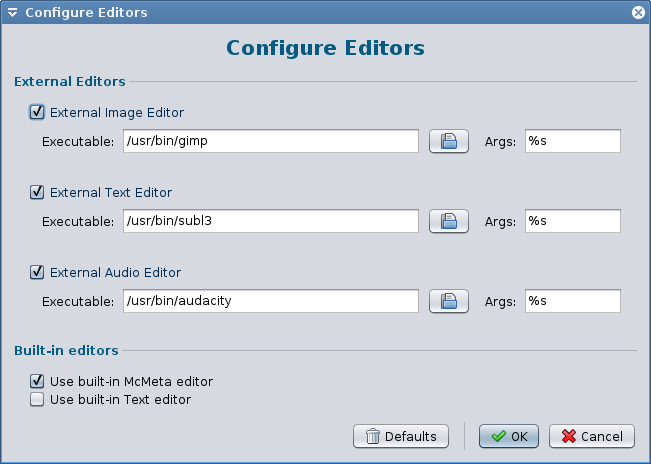 Configure Editors
Configure Editors
External Editors
External Image Editor
Executable: /usr/bin/gimp Args: %s
External Text Editor
Executable: /usr/bin/subl3 Args: %s
External Audio Editor
Executable: /usr/bin/audacity Args: %s
Built-in editors
Use built-in McMeta editor
Use built-in Text editor
Defaults OK Cancel